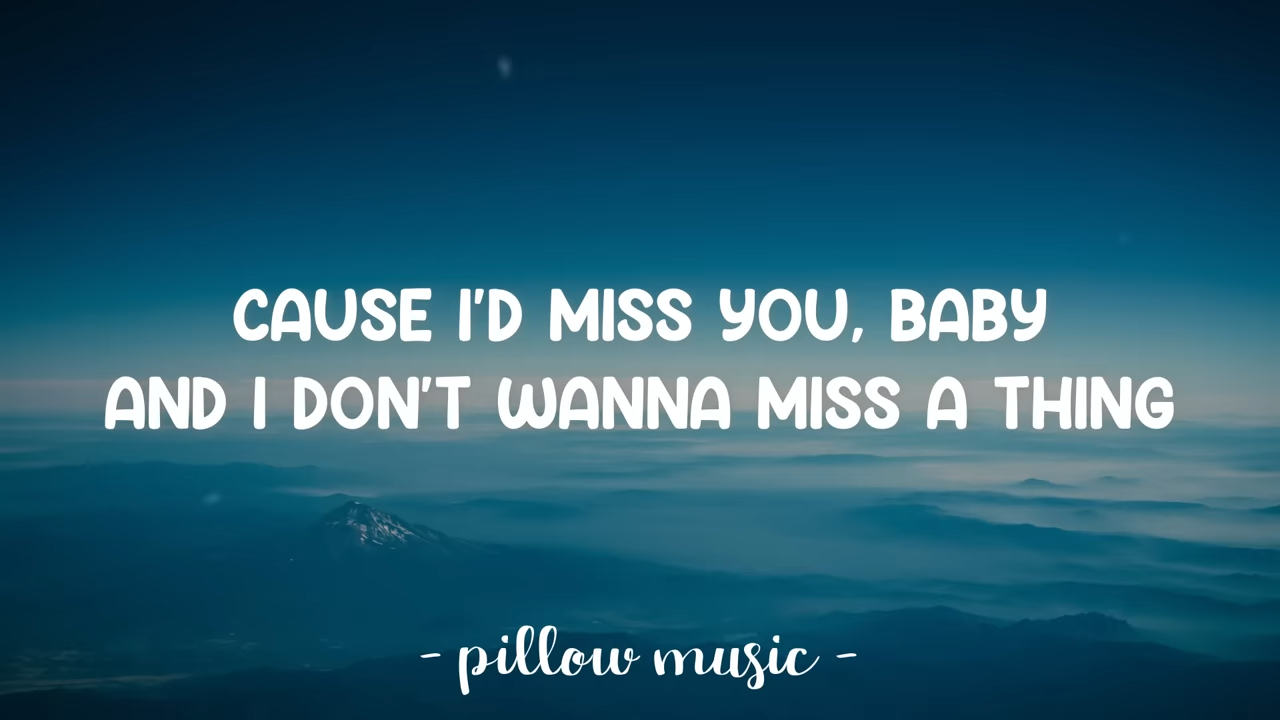 CAUSE I'D MISS YOU, BABY
AND I DON'T WANNA MISS A THING
- pillow music -